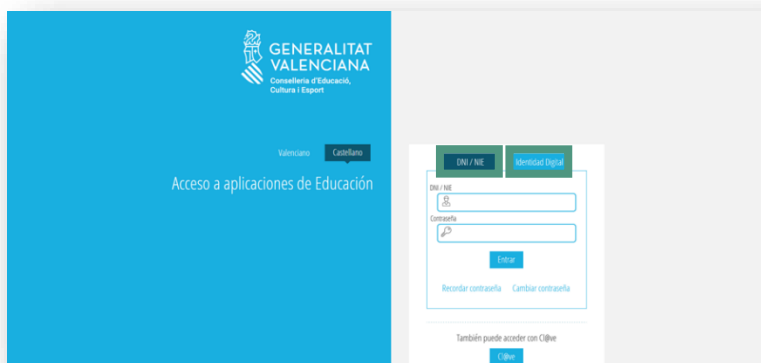 GENERALITAT
VALENCIANA
Conselleria d'Educació,
Cultura i Esport
Valenciano Castellano
Acceso a aplicaciones de Educación
DNI / NIE Identidad Digital
DNI / NIE
Contraseña
Entrar
Recordar contraseña Cambiar contraseña
También puede acceder con Cl@ve
Cl@ve